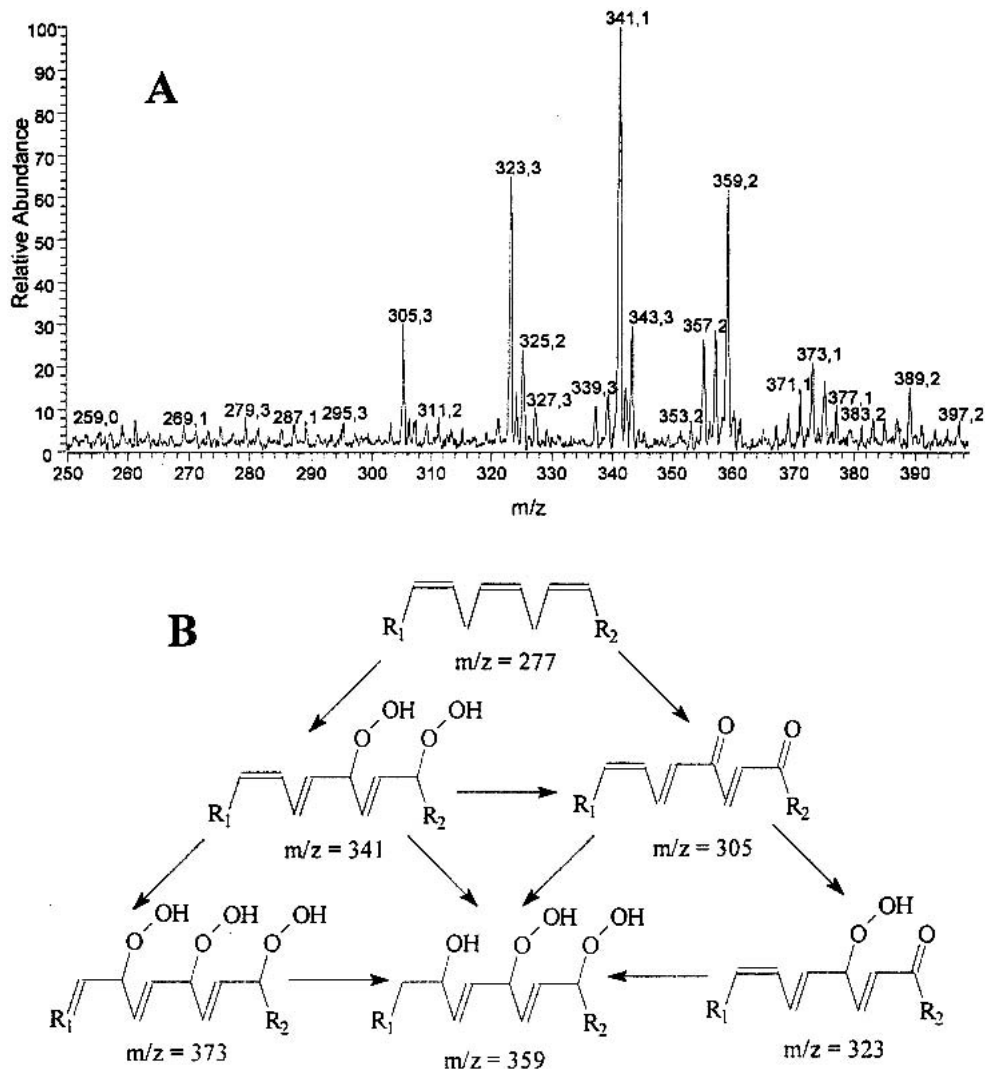 A
Relative Abundance
100
90
80
70
60
50
40
30
20
10
0
341,1
323,3
359,2
305,3
325,2
343,3
357,2
373,1
371,1
327,3
339,3
377,1
389,2
259,0
269,1
279,3
287,1
295,3
311,2
353,2
383,2
397,2
250 260 270 280 290 300 310 320 330 340 350 360 370 380 390
m/z
B
R1
R2
m/z = 277
OH OH
O O
R1
R2
m/z = 341
O O
R1
R2
m/z = 305
OH OH OH
O O O
R1
R2
m/z = 373
OH OH
OH O O
R1
R2
m/z = 359
OH
O O
R1
R2
m/z = 323